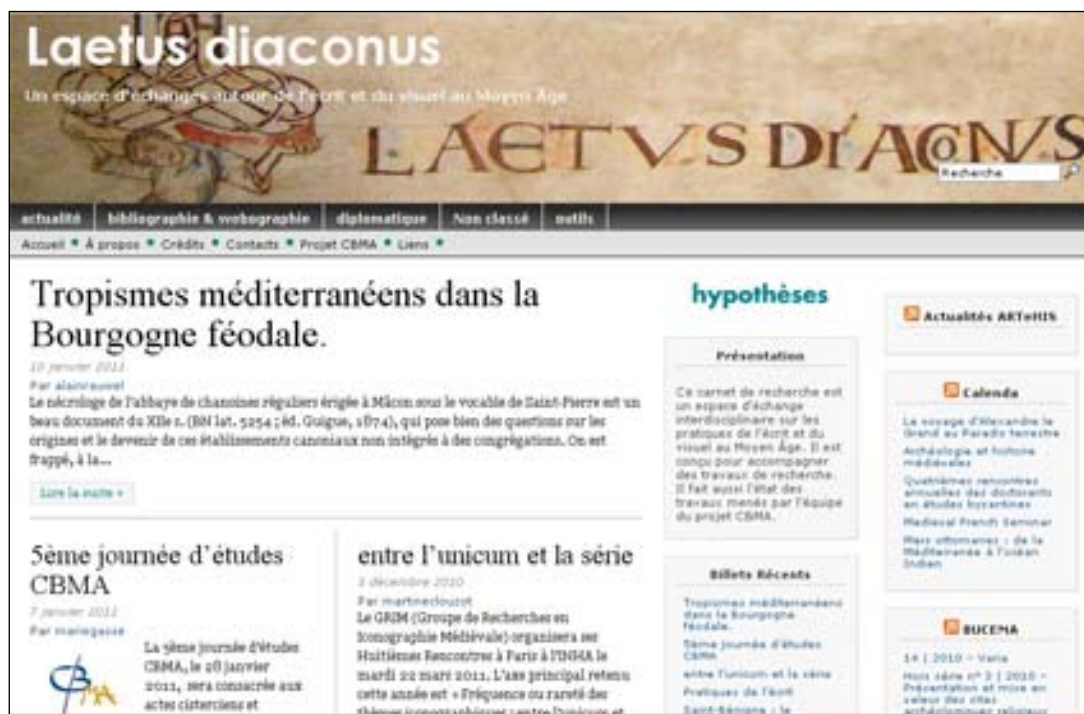 Laetus diaconus
Un espace d'échanges autour de l'écrit et du visuel au Moyen Âge
LAETVS DIACONVS
Recherche
actualité
bibliographie & webographie
diplomatique
Non classé
outils
Accueil • À propos • Crédits • Contacts • Projet CBMA • Liens •
Tropismes méditerranéens dans la
Bourgogne féodale.
10 janvier 2011
Par alainrauwel
Le nécrologe de l'abbaye de chanoines réguliers érigée à Mâcon sous le vocable de Saint-Pierre est un
beau document du XIIe s. (BN lat. 5254 ; éd. Guigue, 1874), qui pose bien des questions sur les
origines et le devenir de ces établissements canoniaux non intégrés à des congrégations. On est
frappé, à la...
Lire la suite »
5ème journée d'études
CBMA
7 janvier 2011
Par mariegasse
La 5ème journée d'études
CBMA, le 28 janvier
2011, sera consacrée aux
actes cisterciens et
CBMA
entre l'unicum et la série
3 décembre 2010
Par martineclouzot
Le GRIM (Groupe de Recherches en
Iconographie Médiévale) organisera ses
Huitièmes Rencontres à Paris à l'INHA le
mardi 22 mars 2011. L'axe principal retenu
cette année est « Fréquence ou rareté des
thèmes iconographiques : entre l'unicum et
hypothèses
Présentation
Ce carnet de recherche est
un espace d'échange
interdisciplinaire sur les
pratiques de l'écrit et du
visuel au Moyen Âge. Il est
conçu pour accompagner
des travaux de recherche.
Il fait aussi l'état des
travaux menés par l'équipe
du projet CBMA.
Billets Récents
Tropismes méditerranéens
dans la Bourgogne
féodale.
5ème journée d'études
CBMA
entre l'unicum et la série
Pratiques de l'écrit
Saint-Bénigne : le
Actualités ARTeHIS
Calenda
Le voyage d'Alexandre le
Grand au Paradis terrestre
Archéologie et histoire
médiévales
Quatrièmes rencontres
annuelles des doctorants
en études byzantines
Medieval French Seminar
Mers ottomanes : de la
Méditerranée à l'océan
Indien
BUCEMA
14 | 2010 – Varia
Hors série n° 3 | 2010 –
Présentation et mise en
valeur des sites
archéologiques religieux